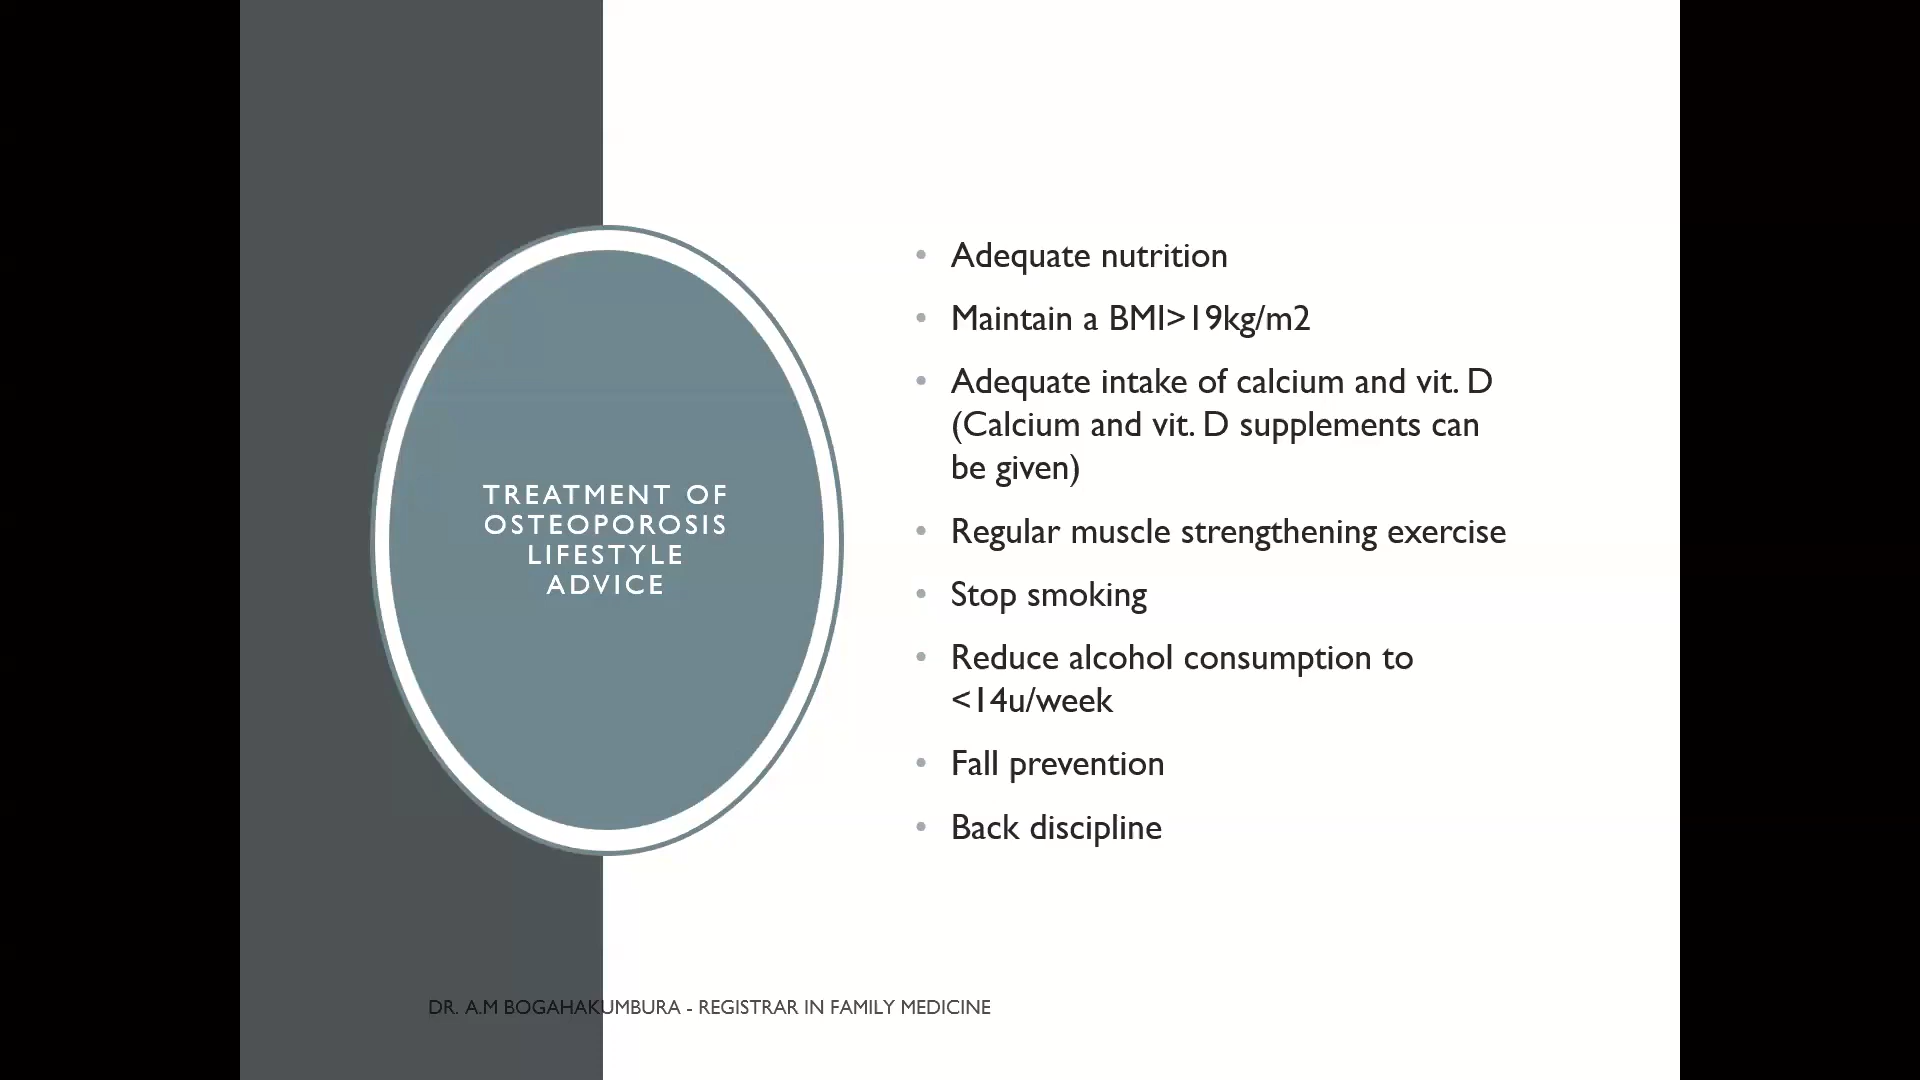 TREATMENT OF
OSTEOPOROSIS
LIFESTYLE
ADVICE
• Adequate nutrition
• Maintain a BMI>19kg/m2
• Adequate intake of calcium and vit. D
(Calcium and vit. D supplements can
be given)
• Regular muscle strengthening exercise
• Stop smoking
• Reduce alcohol consumption to
<14u/week
• Fall prevention
• Back discipline
DR. A.M BOGAHAKUMBURA - REGISTRAR IN FAMILY MEDICINE